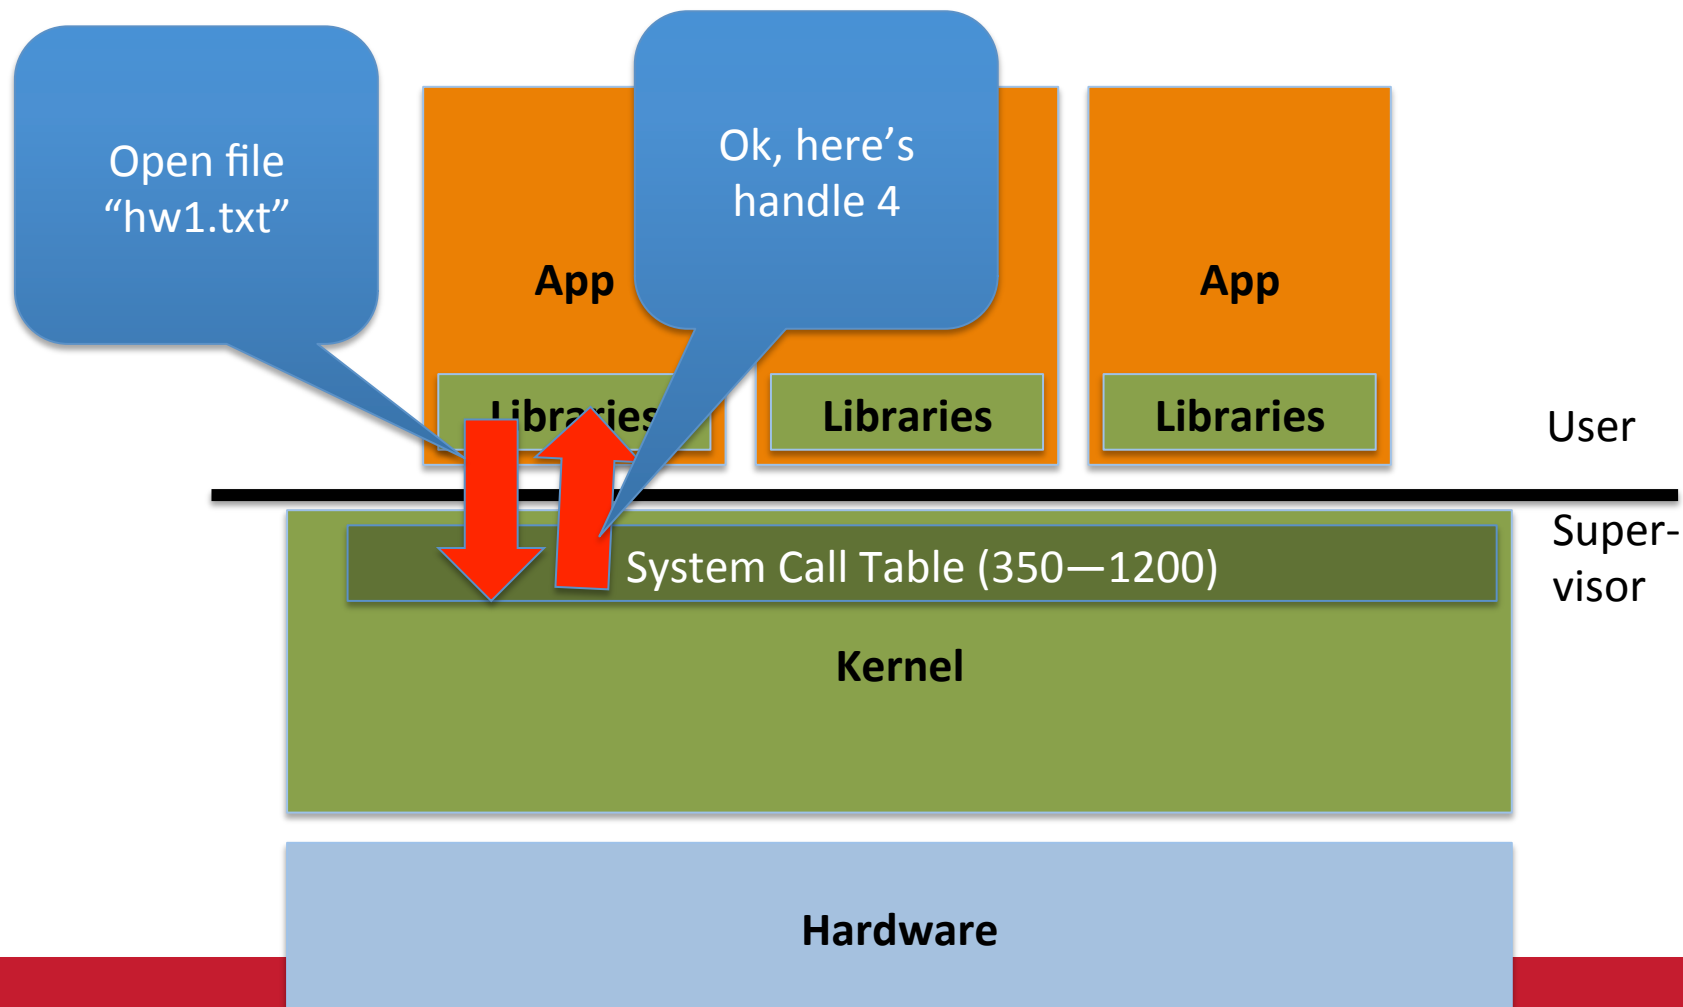 Open file
“hw1.txt”
Ok, here’s
handle 4
App
App
Libraries
Libraries
Libraries
User
Super-
visor
System Call Table (350—1200)
Kernel
Hardware